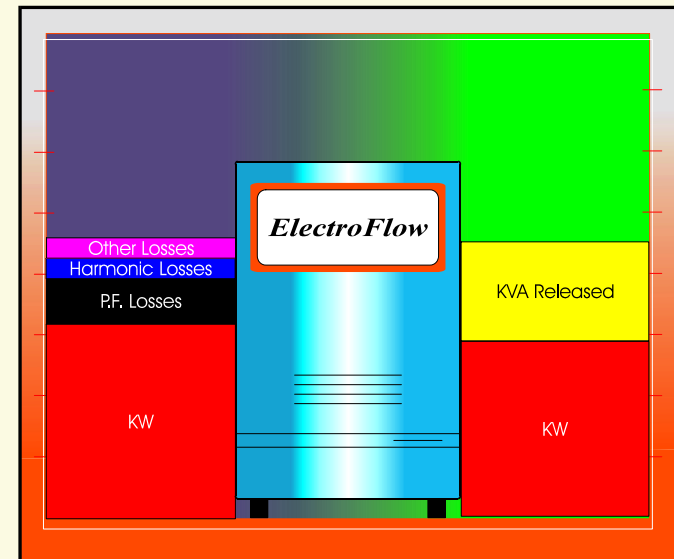 ElectroFlow
Other Losses
Harmonic Losses
P.F. Losses
KW
KVA Released
KW